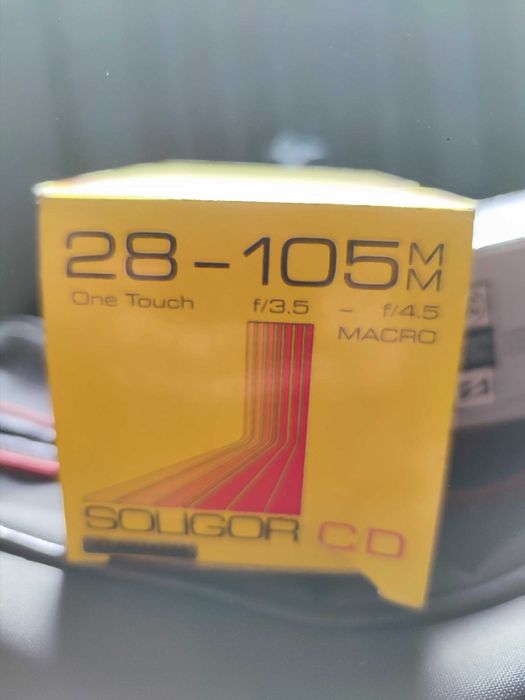 28-105MM
One Touch f/3.5 - f/4.5
MACRO
SOLIGOR CD